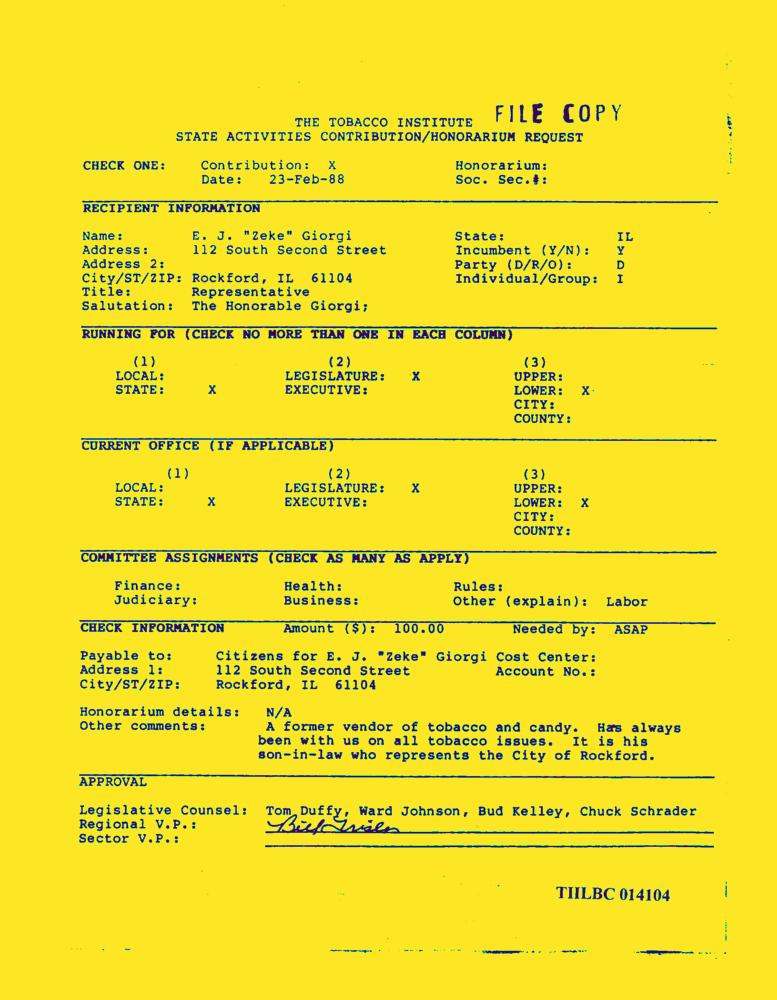 FILE COPY
THE TOBACCO INSTITUTE
STATE ACTIVITIES CONTRIBUTION/HONORARIUM REQUEST
CHECK ONE: Contribution: X Honorarium:
Date: 23-Feb-88 Soc. Sec.#:
RECIPIENT INFORMATION
Name: E. J. "Zeke" Giorgi State: IL
Address: 112 South Second Street Incumbent (Y/N): Y
Address 2: Party (D/R/O): D
City/ST/ZIP: Rockford, IL 61104 Individual/Group: I
Title: Representative
Salutation: The Honorable Giorgi;
RUNNING FOR (CHECK NO MORE THAN ONE IN EACH COLUMN)
(1) (2) (3)
LOCAL: LEGISLATURE: X UPPER:
STATE: X EXECUTIVE: LOWER: X
CITY:
COUNTY:
CURRENT OFFICE (IF APPLICABLE)
(1) (2) (3)
LOCAL: LEGISLATURE: X UPPER:
STATE: X EXECUTIVE: LOWER: X
CITY:
COUNTY:
COMMITTEE ASSIGNMENTS (CHECK AS MANY AS APPLY)
Finance: Health: Rules:
Judiciary: Business: Other (explain): Labor
CHECK INFORMATION Amount ($): 100.00 Needed by: ASAP
Payable to: Citizens for E. J. "Zeke" Giorgi Cost Center:
Address 1: 112 South Second Street Account No.:
City/ST/ZIP: Rockford, IL 61104
Honorarium details: N/A
Other comments: A former vendor of tobacco and candy. Has always
been with us on all tobacco issues. It is his
son-in-law who represents the City of Rockford.
APPROVAL
Legislative Counsel: Tom Duffy, Ward Johnson, Bud Kelley, Chuck Schrader
Regional V.P.: Bill
Sector V.P.:
TIILBC 014104